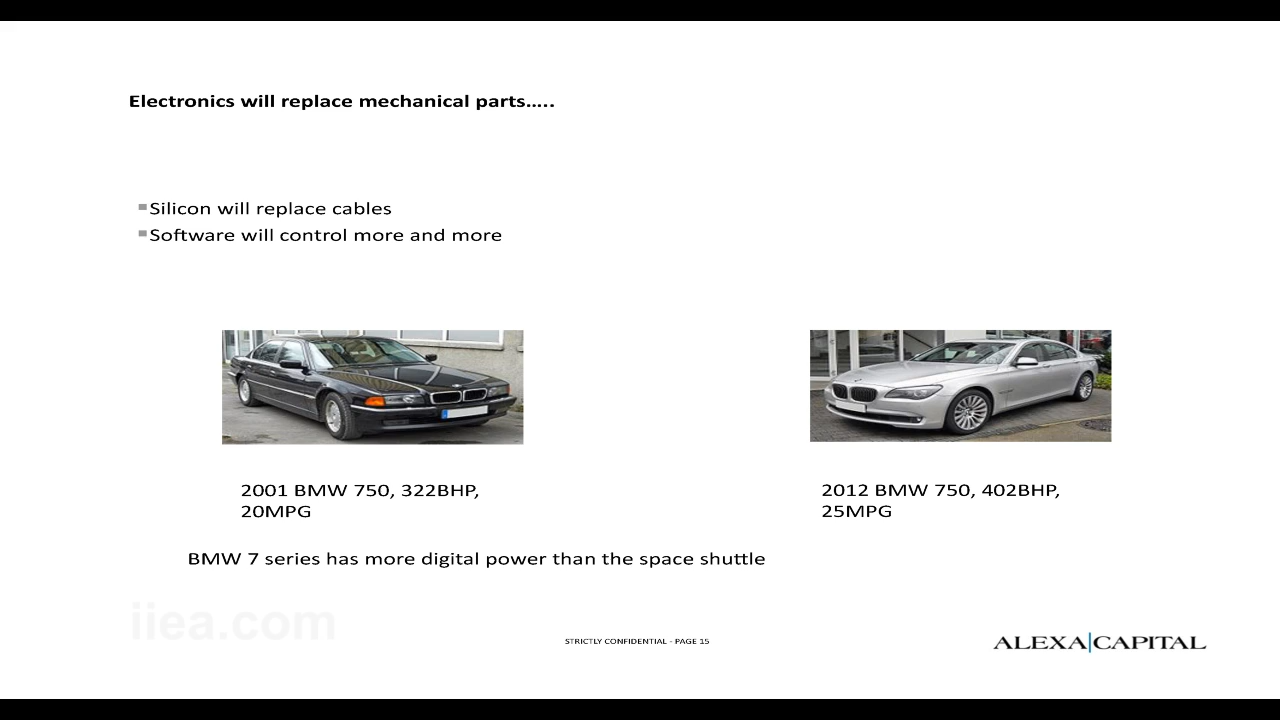 Electronics will replace mechanical parts…..
Silicon will replace cables
Software will control more and more
2001 BMW 750, 322BHP,
20MPG
2012 BMW 750, 402BHP,
25MPG
BMW 7 series has more digital power than the space shuttle
iiea.com
STRICTLY CONFIDENTIAL - PAGE 15
ALEXA|CAPITAL